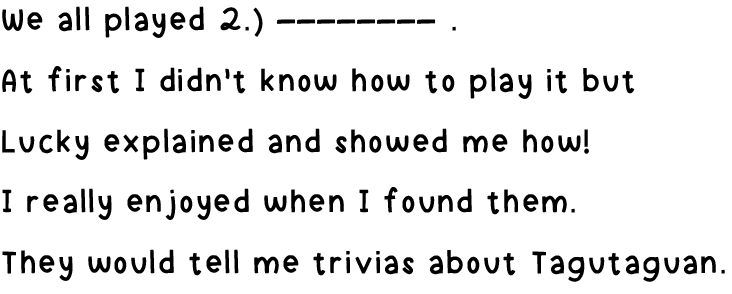 We all played 2.) -------- .
At first I didn't know how to play it but
Lucky explained and showed me how!
I really enjoyed when I found them.
They would tell me trivias about Tagutaguan.